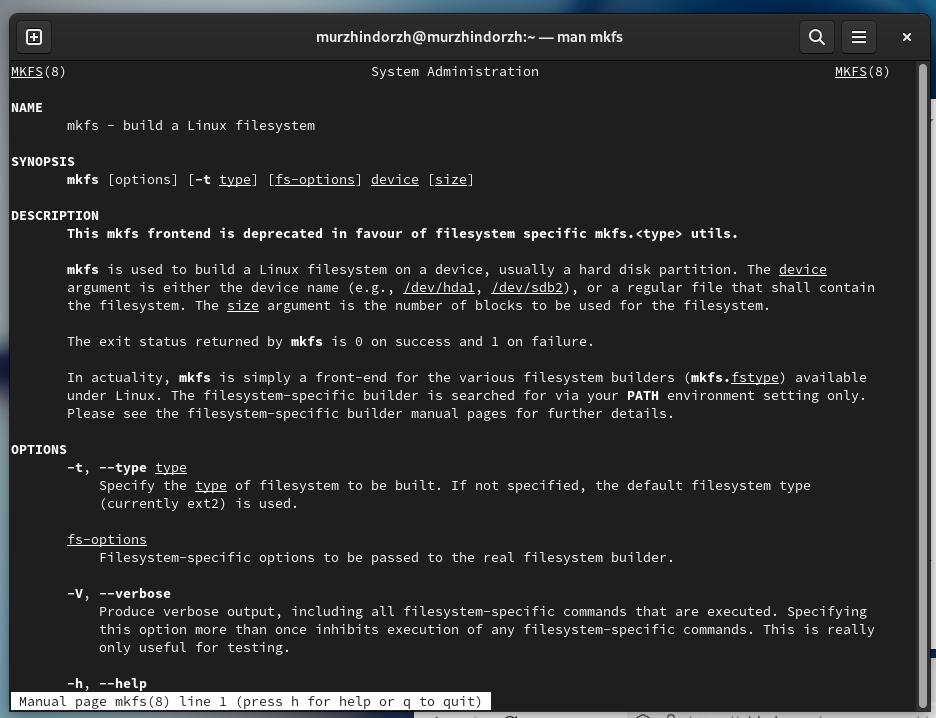 murzhindorzh@murzhindorzh:~ — man mkfs
MKFS(8) System Administration MKFS(8)
NAME
mkfs - build a Linux filesystem
SYNOPSIS
mkfs [options] [-t type] [fs-options] device [size]
DESCRIPTION
This mkfs frontend is deprecated in favour of filesystem specific mkfs.<type> utils.
mkfs is used to build a Linux filesystem on a device, usually a hard disk partition. The device
argument is either the device name (e.g., /dev/hda1, /dev/sdb2), or a regular file that shall contain
the filesystem. The size argument is the number of blocks to be used for the filesystem.
The exit status returned by mkfs is 0 on success and 1 on failure.
In actuality, mkfs is simply a front-end for the various filesystem builders (mkfs.fstype) available
under Linux. The filesystem-specific builder is searched for via your PATH environment setting only.
Please see the filesystem-specific builder manual pages for further details.
OPTIONS
-t, --type type
Specify the type of filesystem to be built. If not specified, the default filesystem type
(currently ext2) is used.
fs-options
Filesystem-specific options to be passed to the real filesystem builder.
-V, --verbose
Produce verbose output, including all filesystem-specific commands that are executed. Specifying
this option more than once inhibits execution of any filesystem-specific commands. This is really
only useful for testing.
-h, --help
Manual page mkfs(8) line 1 (press h for help or q to quit)